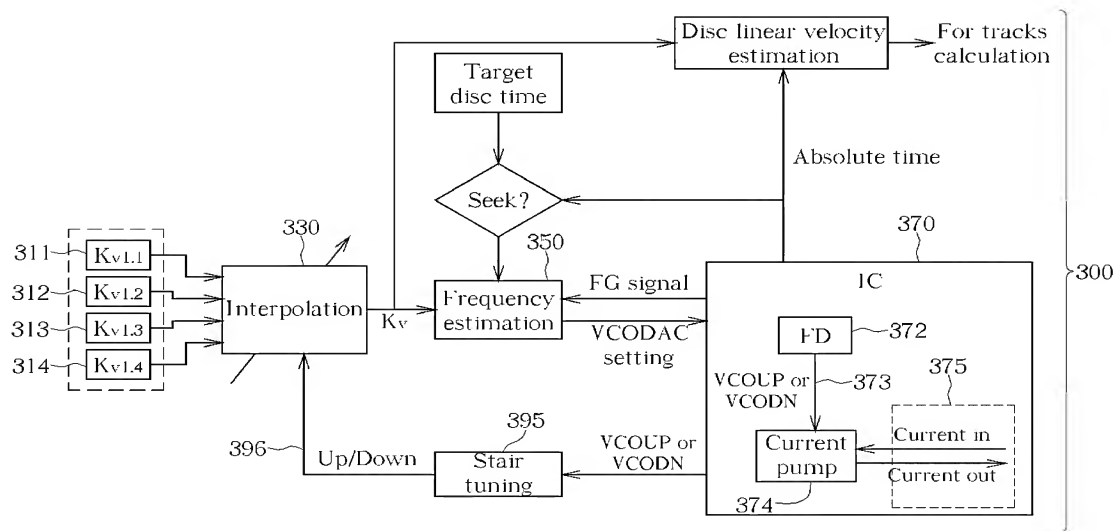 Disc linear velocity
estimation
For tracks
calculation
Target
disc time
Absolute time
Seek?
330
350
370
300
311
Kv1.1
312
Kv1.2
313
Kv1.3
314
Kv1.4
Interpolation
Kv
Frequency
estimation
FG signal
VCODAC
setting
IC
FD
372
VCOUP or
VCODN
373
375
Current in
Current
pump
Current out
374
395
396
Up/Down
Stair
tuning
VCOUP or
VCODN